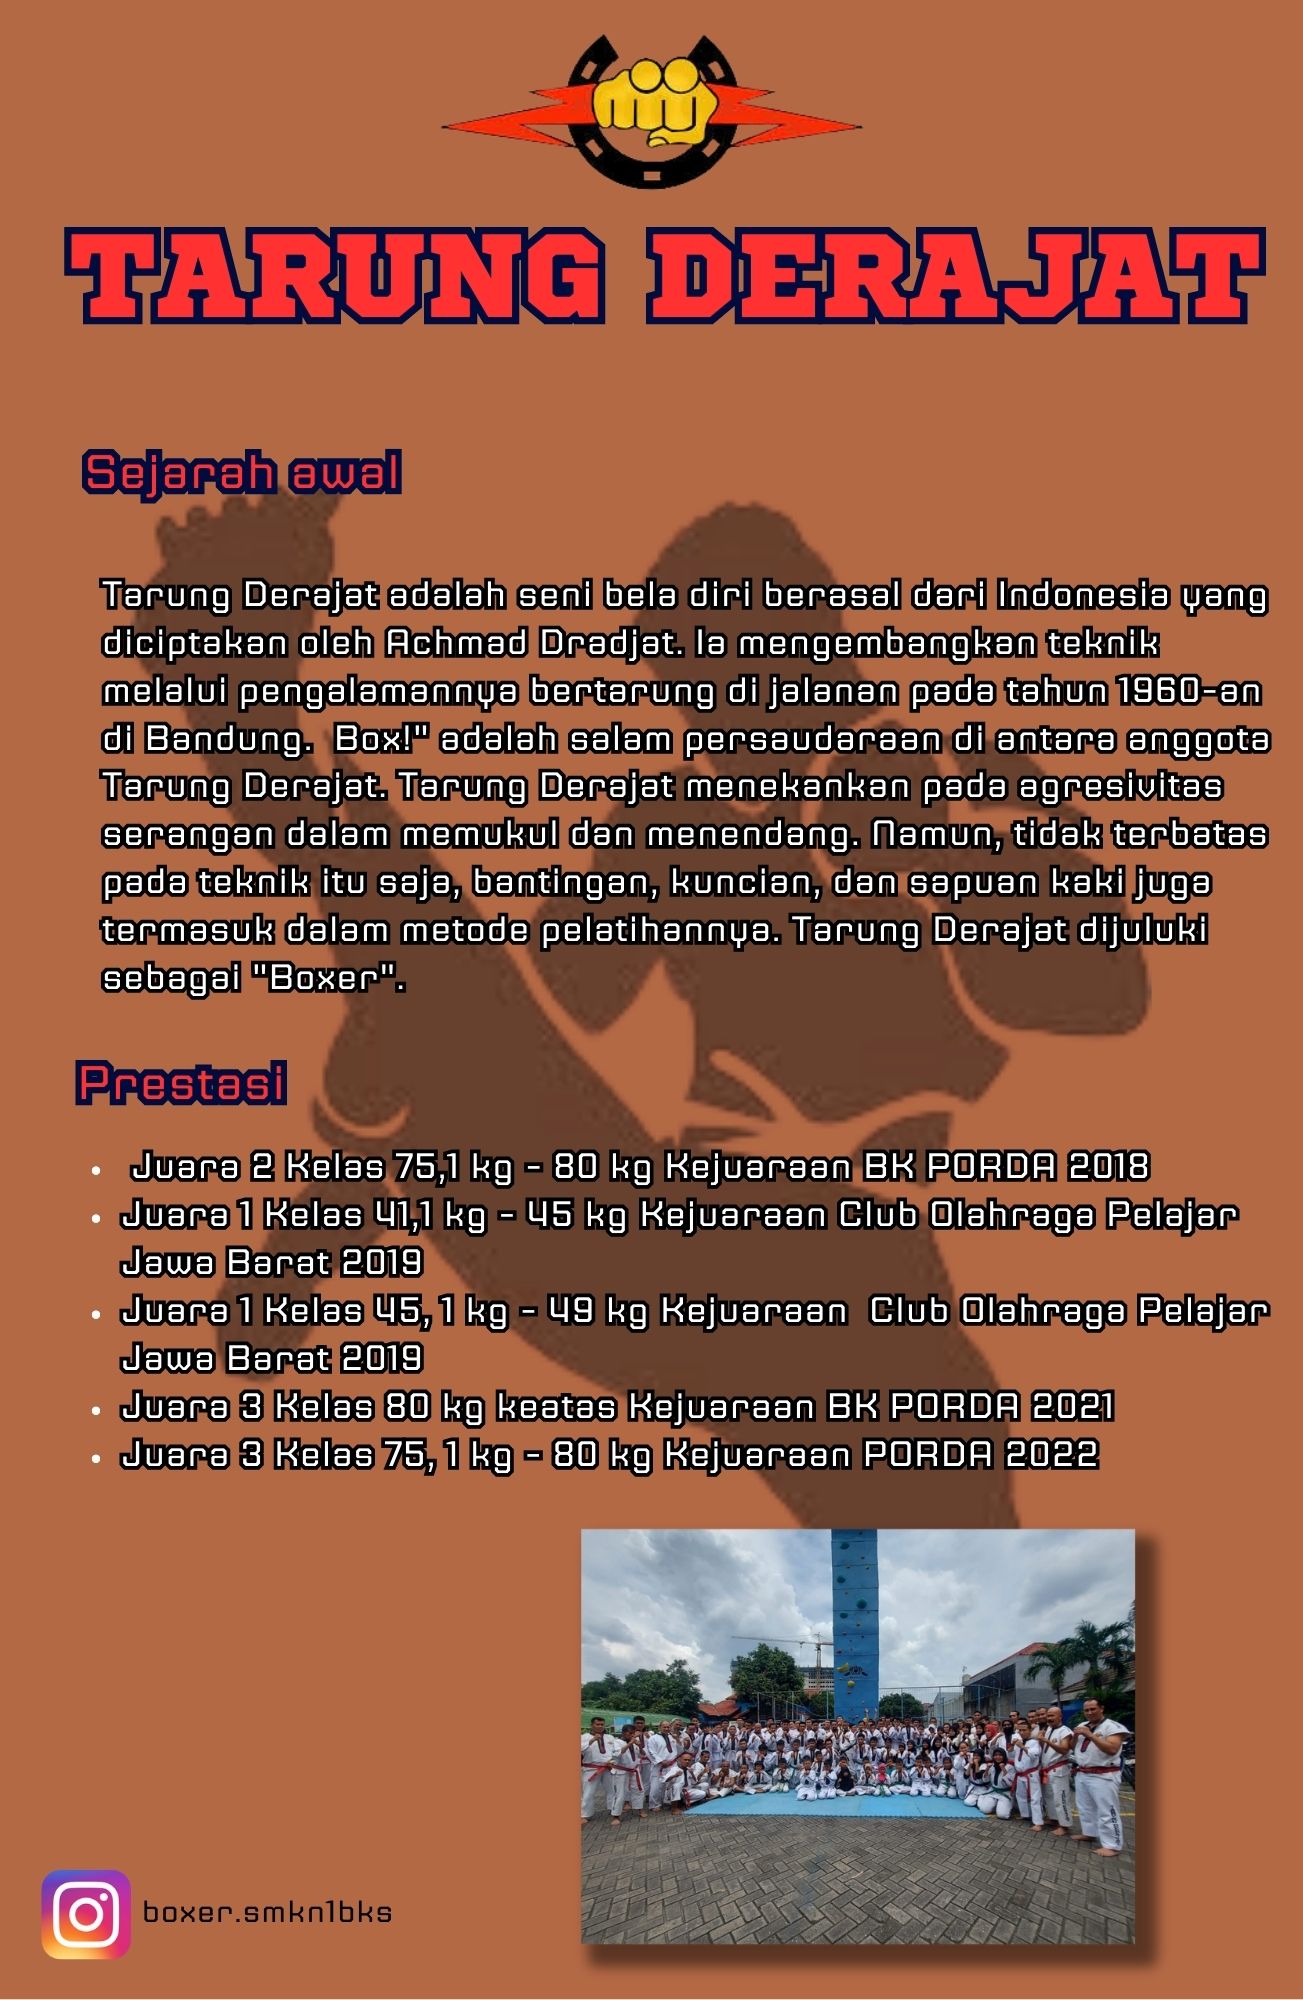 TARUNG DERAJAT
Sejarah awal
Tarung Derajat adalah seni bela diri berasal dari Indonesia yang
diciptakan oleh Achmad Dradjat. Ia mengembangkan teknik
melalui pengalamannya bertarung di jalanan pada tahun 1960-an
di Bandung.  Box!" adalah salam persaudaraan di antara anggota
Tarung Derajat. Tarung Derajat menekankan pada agresivitas
serangan dalam memukul dan menendang. Namun, tidak terbatas
pada teknik itu saja, bantingan, kuncian, dan sapuan kaki juga
termasuk dalam metode pelatihannya. Tarung Derajat dijuluki
sebagai "Boxer".
Prestasi
• Juara 2 Kelas 75,1 kg - 80 kg Kejuaraan BK PORDA 2018
• Juara 1 Kelas 41,1 kg - 45 kg Kejuaraan Club Olahraga Pelajar
Jawa Barat 2019
• Juara 1 Kelas 45, 1 kg - 49 kg Kejuaraan  Club Olahraga Pelajar
Jawa Barat 2019
• Juara 3 Kelas 80 kg keatas Kejuaraan BK PORDA 2021
• Juara 3 Kelas 75, 1 kg - 80 kg Kejuaraan PORDA 2022
boxer.smkn1bks